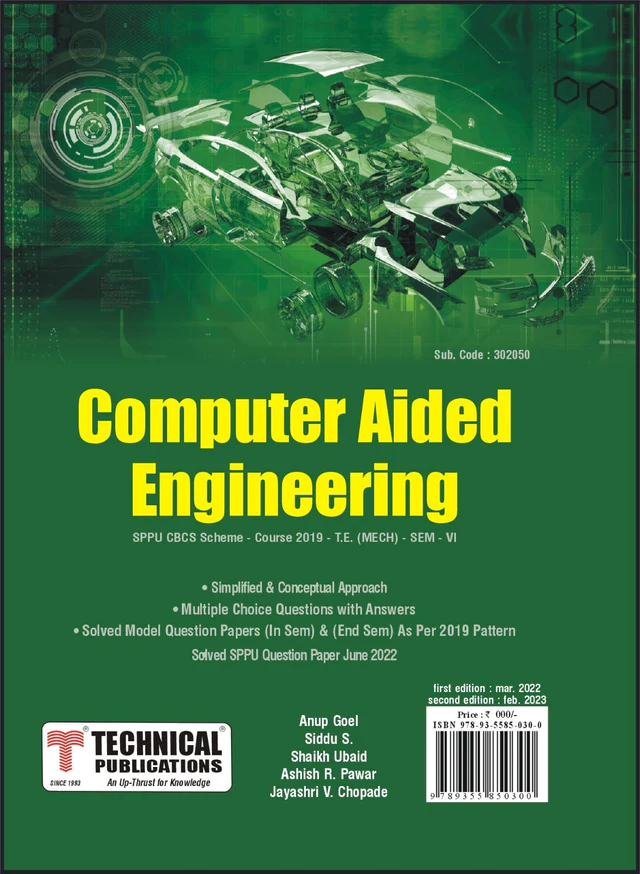 Sub. Code : 302050
Computer Aided
Engineering
SPPU CBCS Scheme - Course 2019 - T.E. (MECH) - SEM - VI
• Simplified & Conceptual Approach
• Multiple Choice Questions with Answers
• Solved Model Question Papers (In Sem) & (End Sem) As Per 2019 Pattern
Solved SPPU Question Paper June 2022
first edition : mar. 2022
second edition : feb. 2023
Price : ₹ 000/-
ISBN 978-93-5585-030-0
9 789355 850300
Anup Goel
Siddu S.
Shaikh Ubaid
Ashish R. Pawar
Jayashri V. Chopade
® TECHNICAL ®
PUBLICATIONS
SINCE 1993 An Up-Thrust for Knowledge